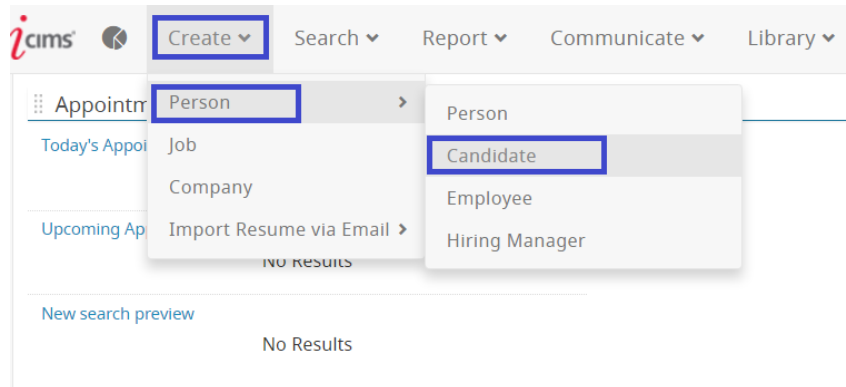 icims
Create Search Report Communicate Library
Appointm
Today's Appoi
Upcoming Ap
No Results
New search preview
No Results
Person
Job
Company
Import Resume via Email
Person
Candidate
Employee
Hiring Manager